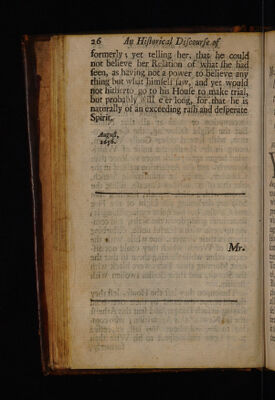 26 An Historical Discourse of
formerly; yet telling her, that he could
not believe her Relation of what she had
seen, as having not a power to believe any
thing but what himself saw, and yet would
not hitherto go to his House to make trial,
but probably will e'er long, for that he is
naturally of an exceeding rash and desperate
Spirit.
August,
1656.
Mr.